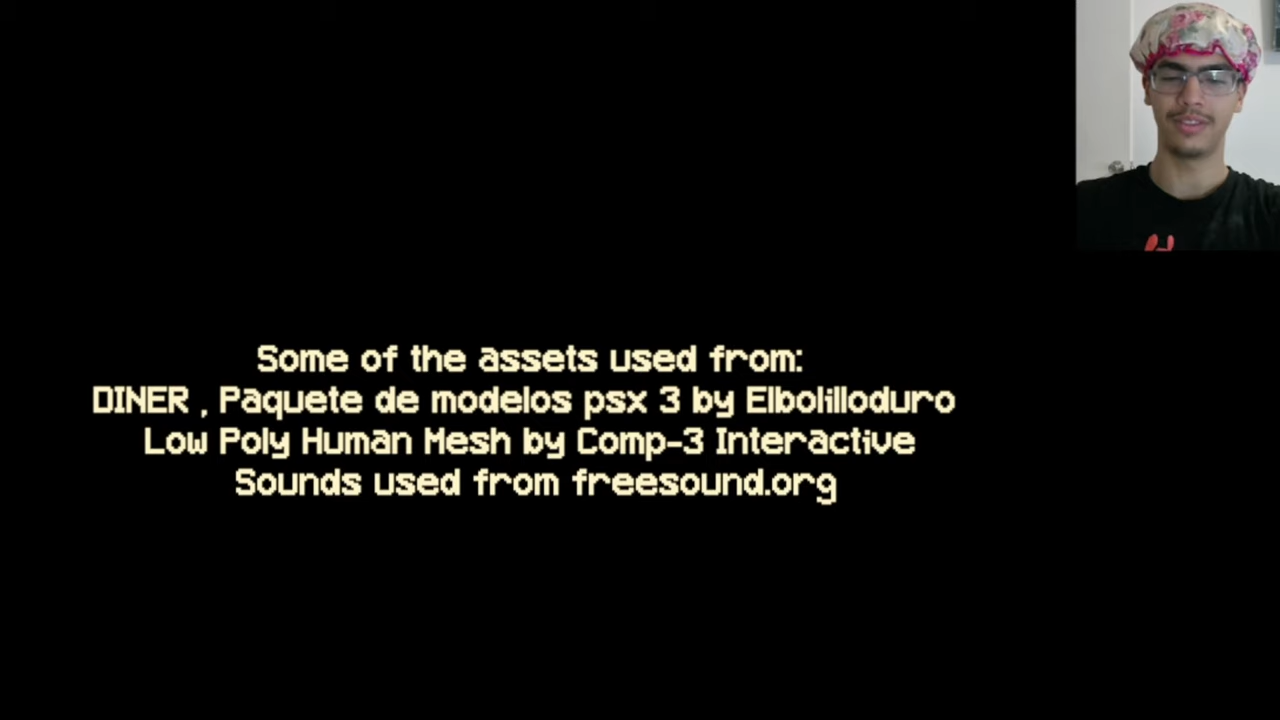 Some of the assets used from:
DINER , Paquete de modelos psx 3 by Elbolilloduro
Low Poly Human Mesh by Comp-3 Interactive
Sounds used from freesound.org